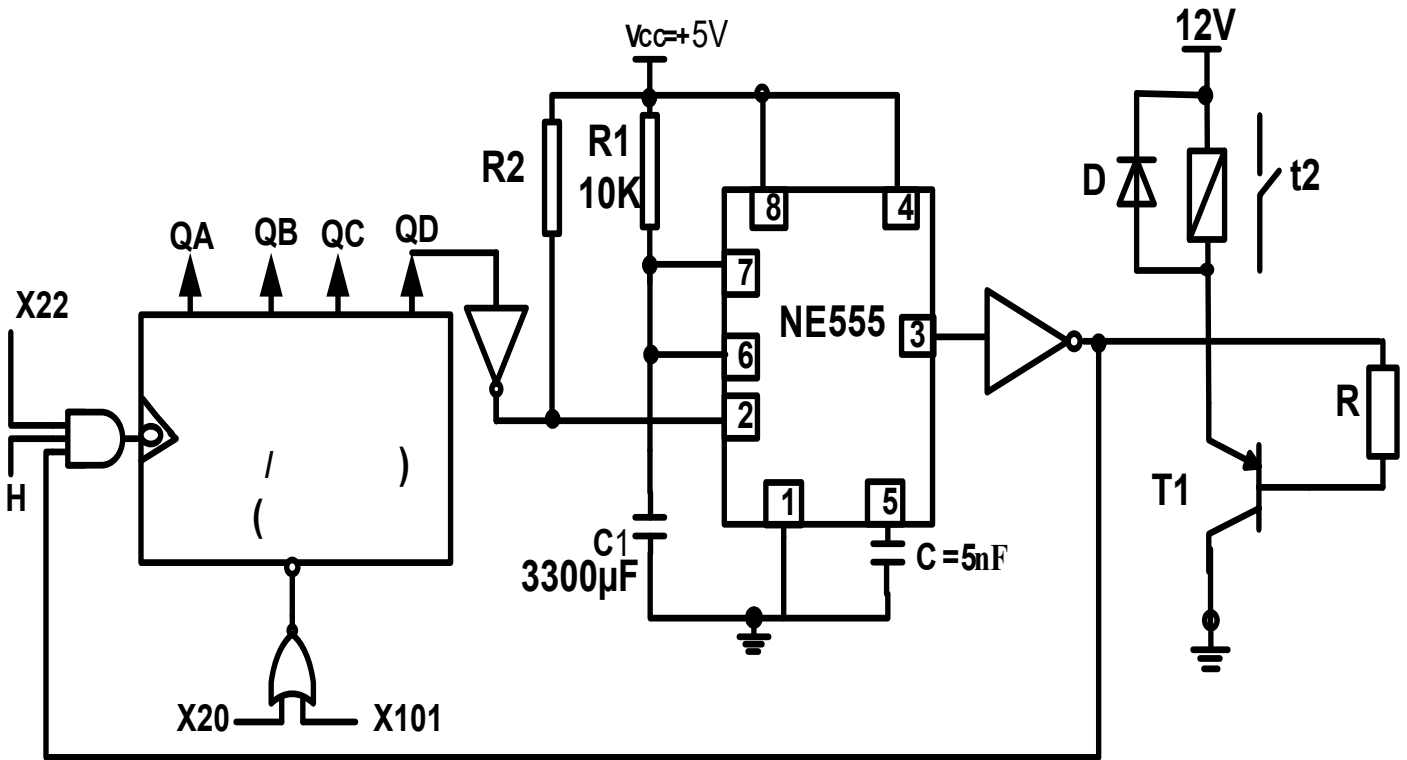 12V
Vcc=+5V
R1
10K
R2
D
t2
8
4
QA
QB
QC
QD
7
X22
NE555
3
6
R
2
H
/
)
(
T1
1
5
C1
3300µF
C=5nF
X20
X101